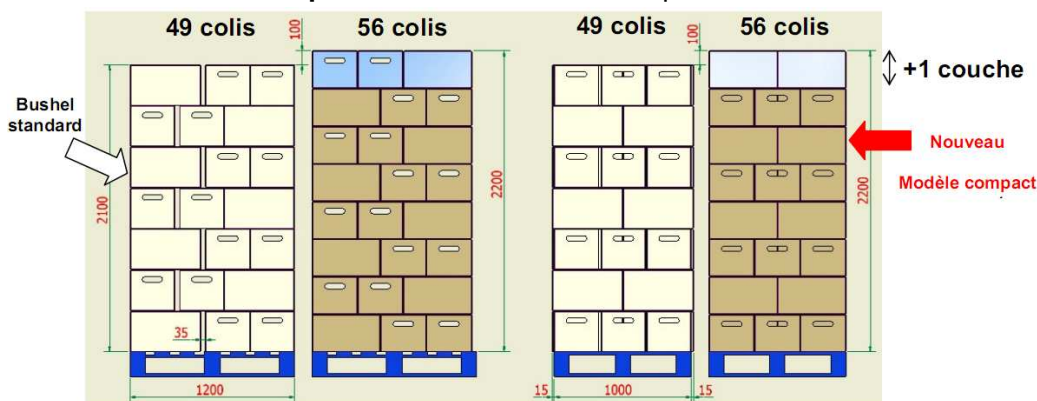 49 colis
56 colis
49 colis
56 colis
100
100
+1 couche
Bushel
standard
Nouveau
Modèle compact
2100
2200
2200
35
1200
15
1000
15